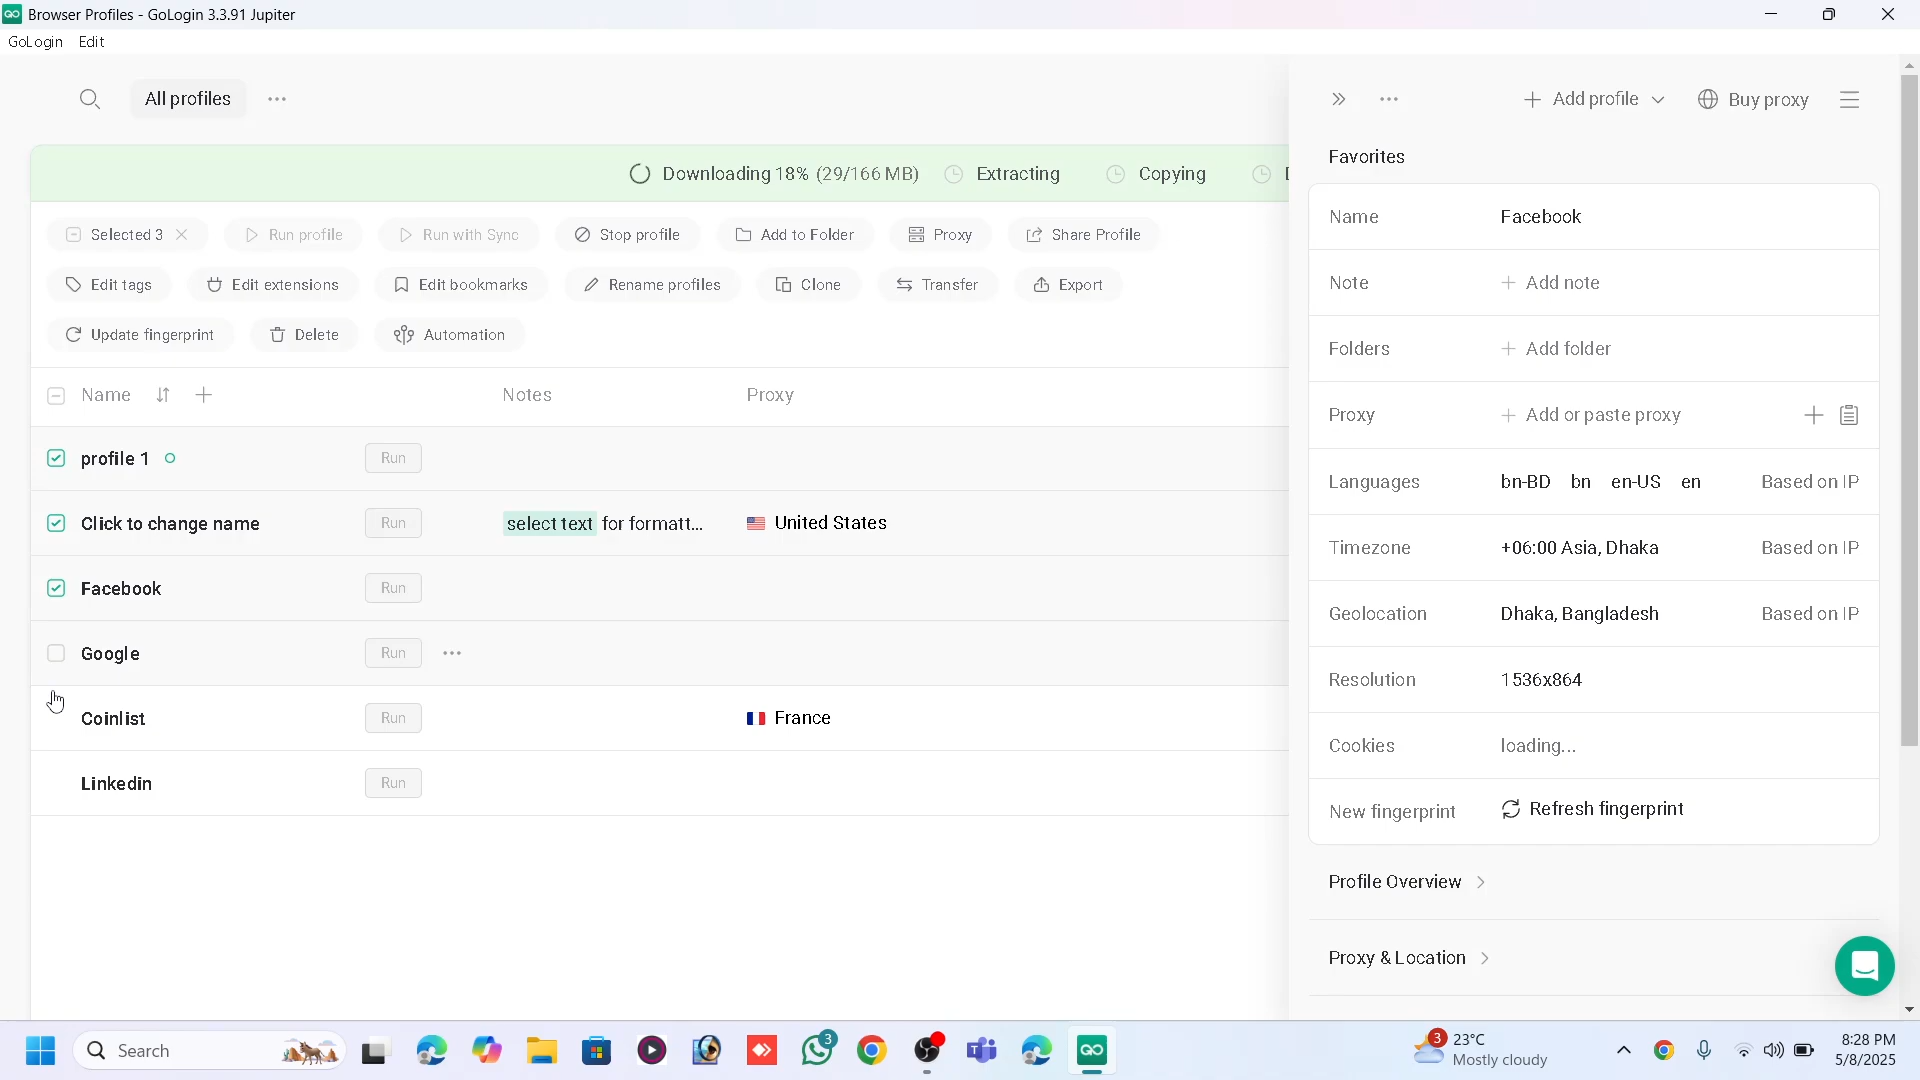 Browser Profiles - GoLogin 3.3.91 Jupiter
GoLogin Edit
All profiles
Add profile
Buy proxy
Downloading 18% (29/166 MB) Extracting Copying
Selected 3 Run profile Run with Sync Stop profile Add to Folder Proxy Share Profile
Edit tags Edit extensions Edit bookmarks Rename profiles Clone Transfer Export
Update fingerprint Delete Automation
Name Notes Proxy
profile 1 Run
Click to change name Run select text for formatt... United States
Facebook Run
Google Run
Coinlist Run France
Linkedin Run
Favorites
Name Facebook
Note + Add note
Folders + Add folder
Proxy + Add or paste proxy
Languages bn-BD bn en-US en Based on IP
Timezone +06:00 Asia, Dhaka Based on IP
Geolocation Dhaka, Bangladesh Based on IP
Resolution 1536x864
Cookies loading...
New fingerprint Refresh fingerprint
Profile Overview
Proxy & Location
Search
3
GO
3 23°C
Mostly cloudy
8:28 PM
5/8/2025